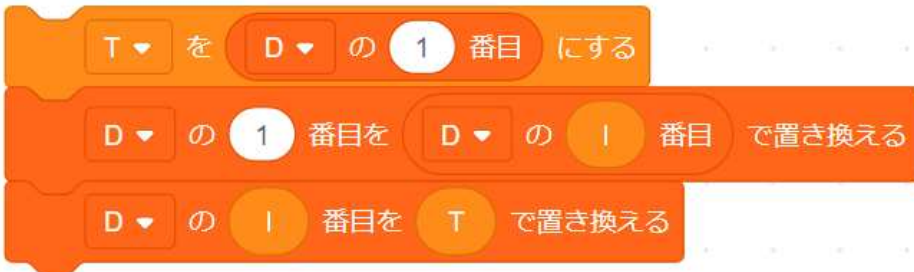 T を D の 1 番目 にする
D の 1 番目を D の I 番目 で置き換える
D の I 番目を T で置き換える